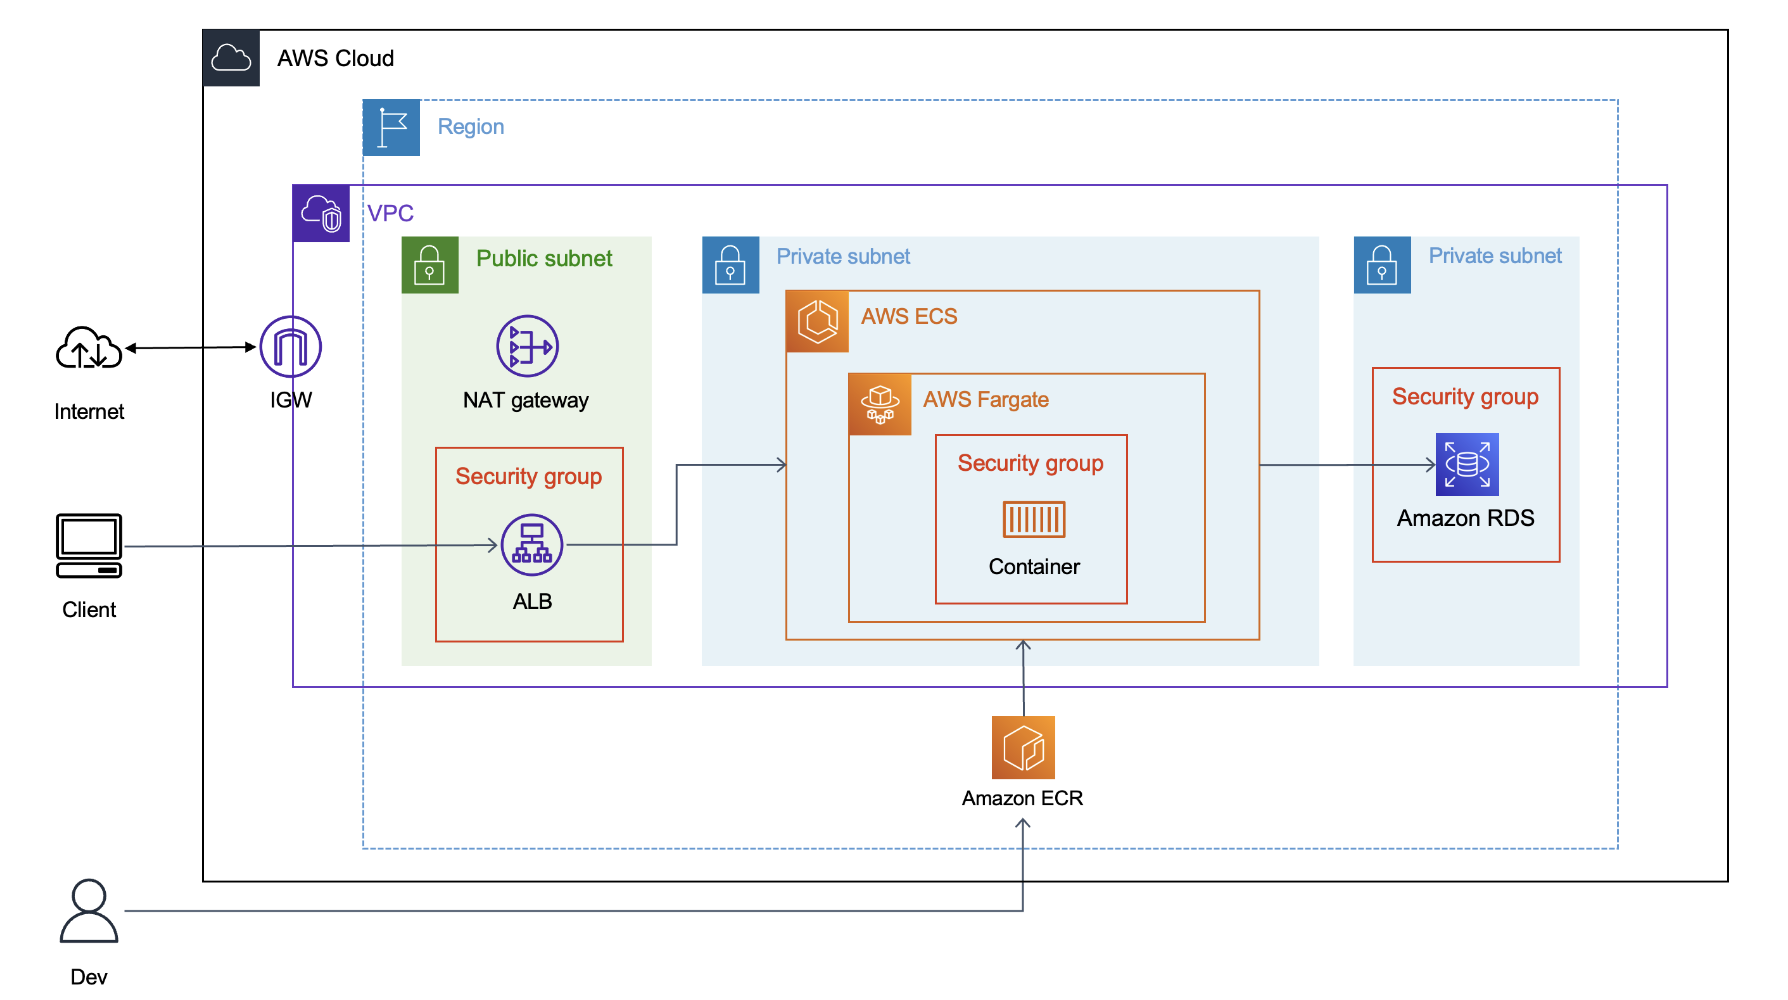 AWS Cloud
Region
VPC
Public subnet
Private subnet
Private subnet
AWS ECS
NAT gateway
Internet
IGW
AWS Fargate
Security group
Security group
Security group
Amazon RDS
Container
ALB
Client
Amazon ECR
Dev